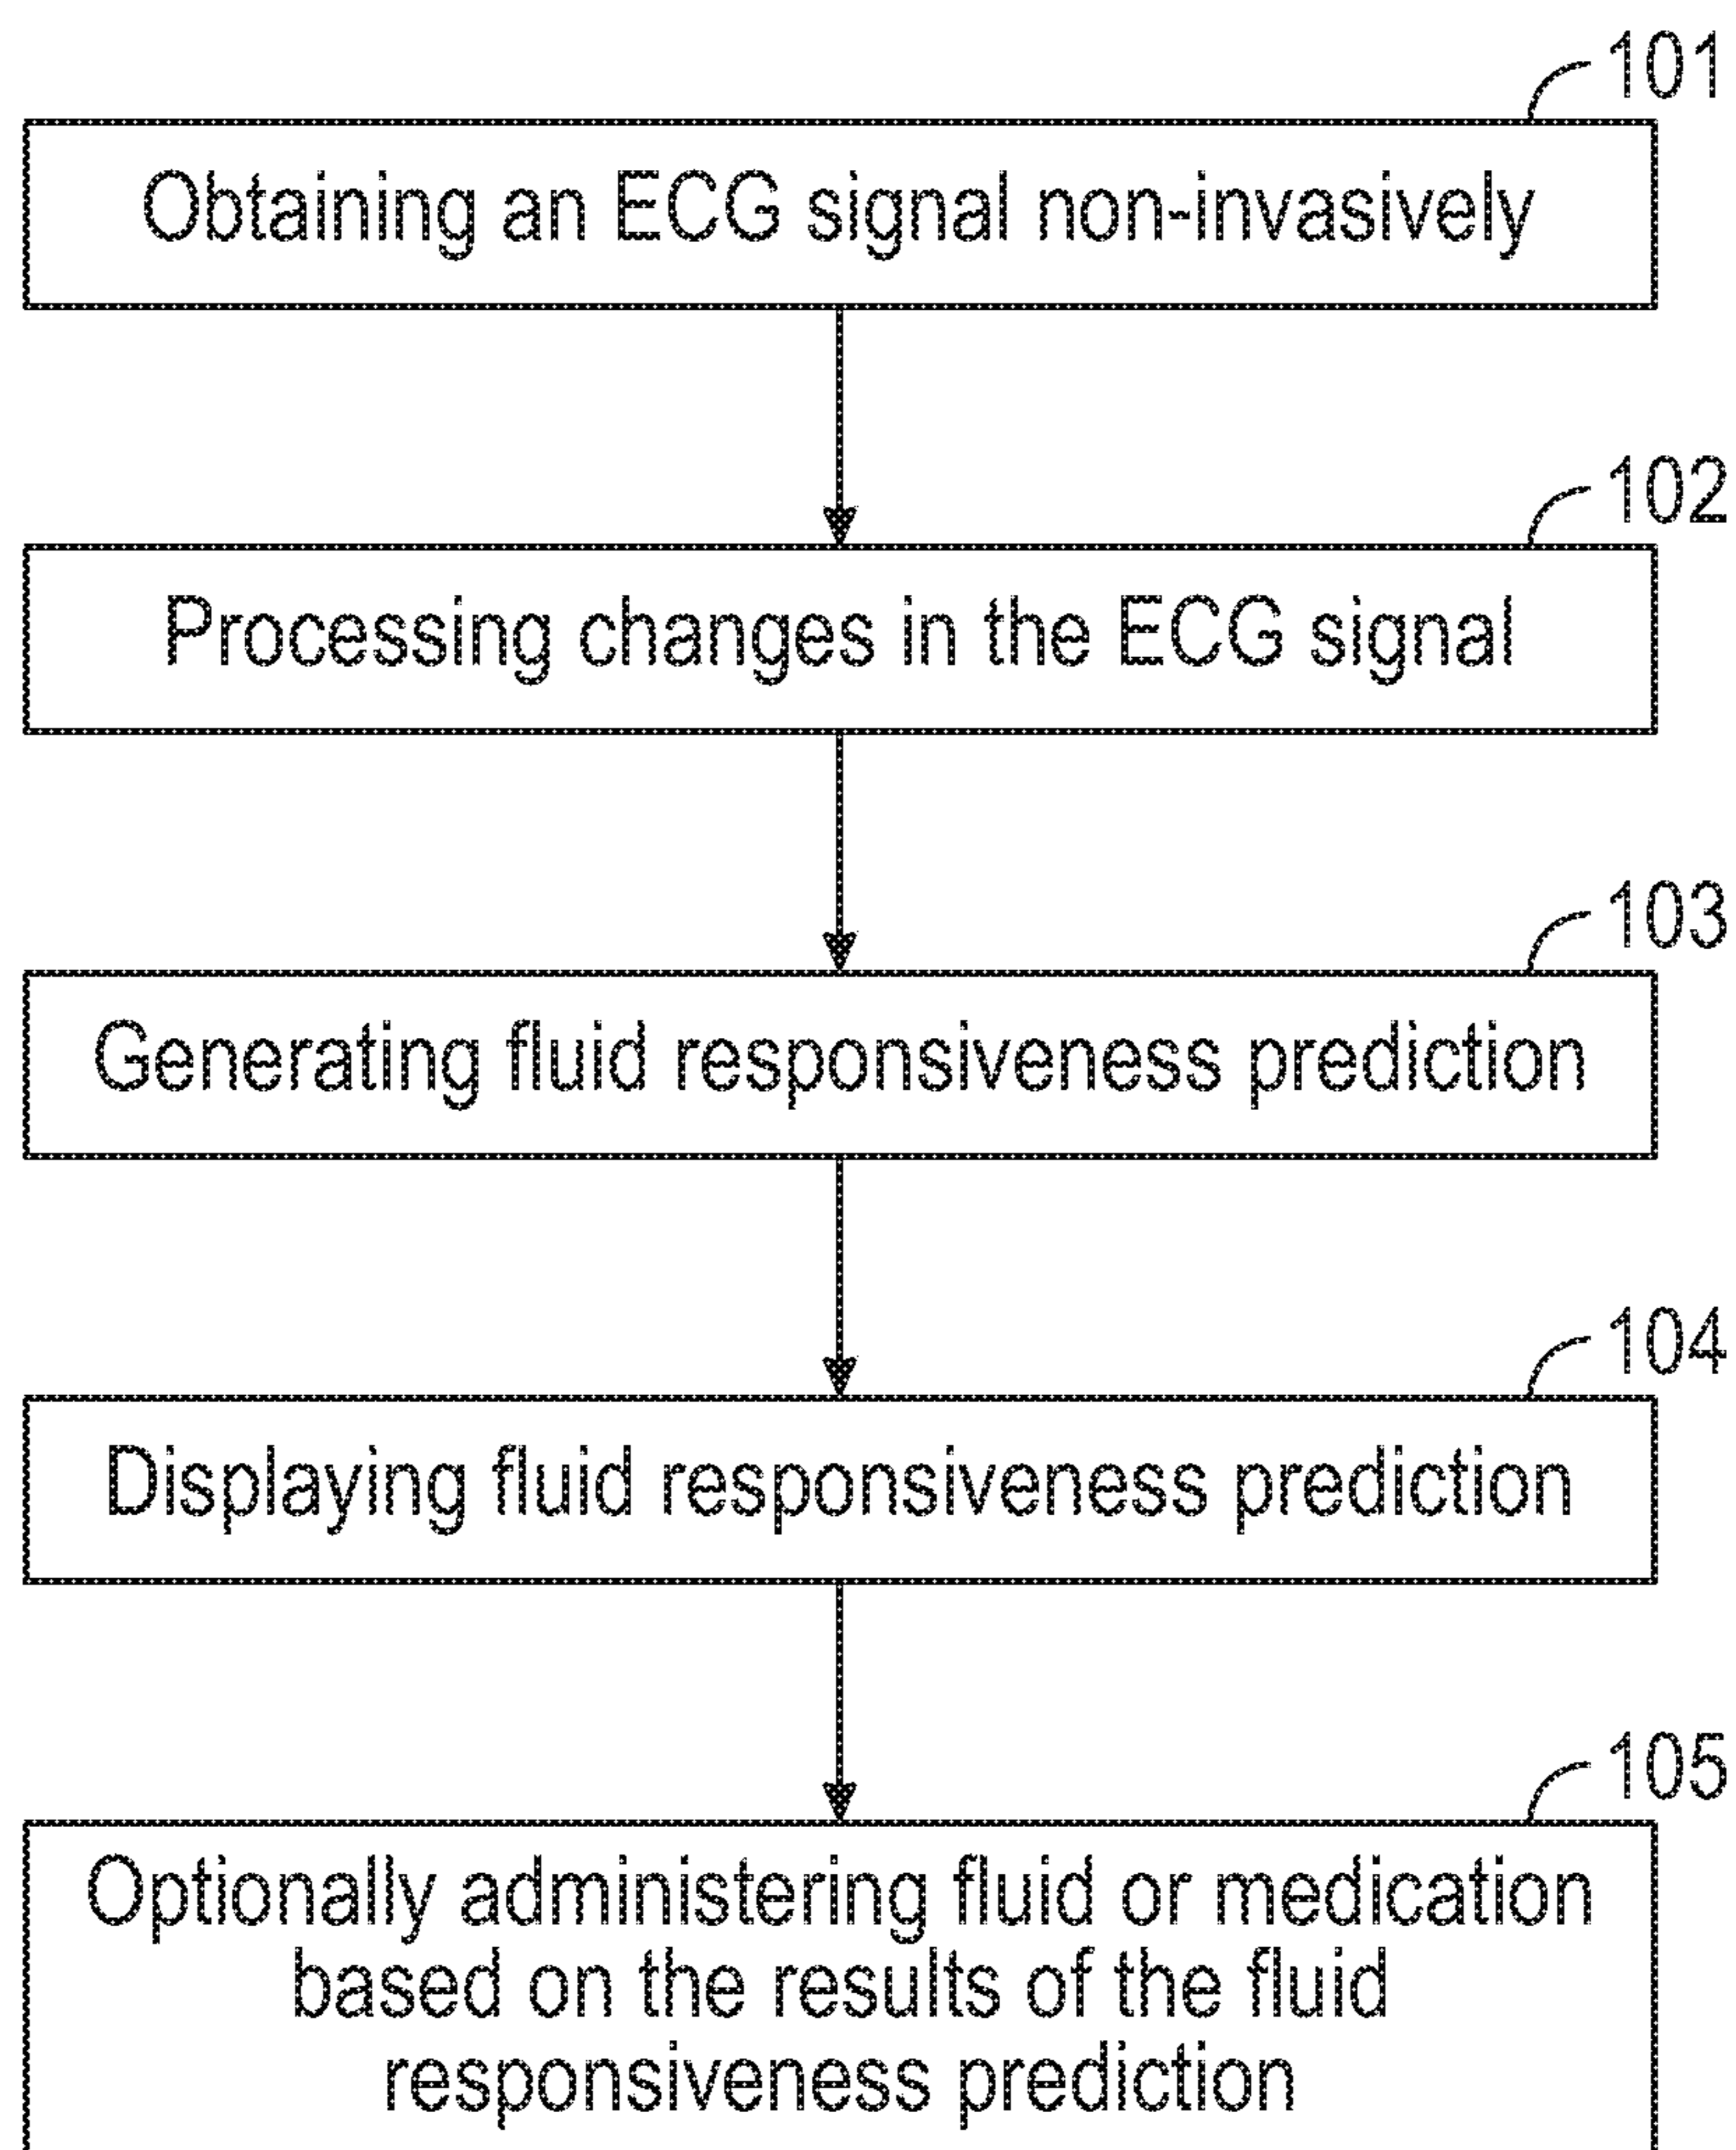 101
Obtaining an ECG signal non-invasively
102
Processing changes in the ECG signal
103
Generating fluid responsiveness prediction
104
Displaying fluid responsiveness prediction
105
Optionally administering fluid or medication
based on the results of the fluid
responsiveness prediction